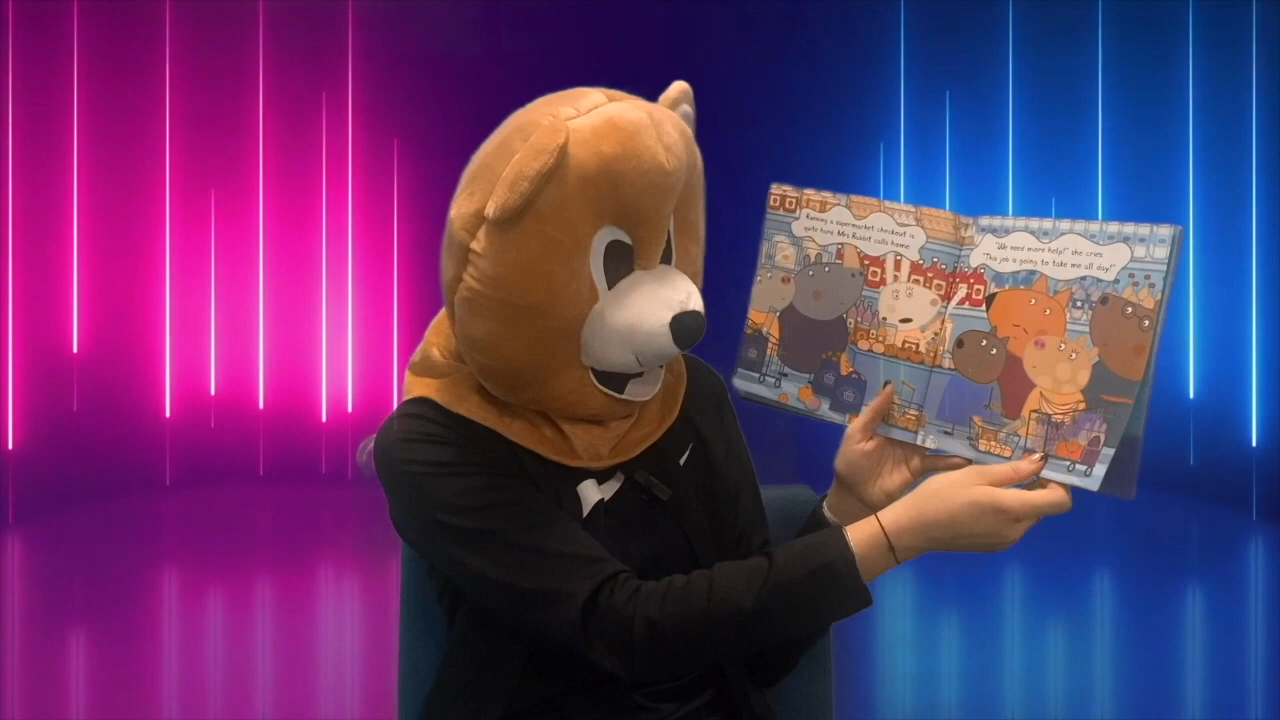 Running a supermarket checkout is
quite hard. Mrs Rabbit calls home.
"We need more help!" she cries.
"This job is going to take me all day!"